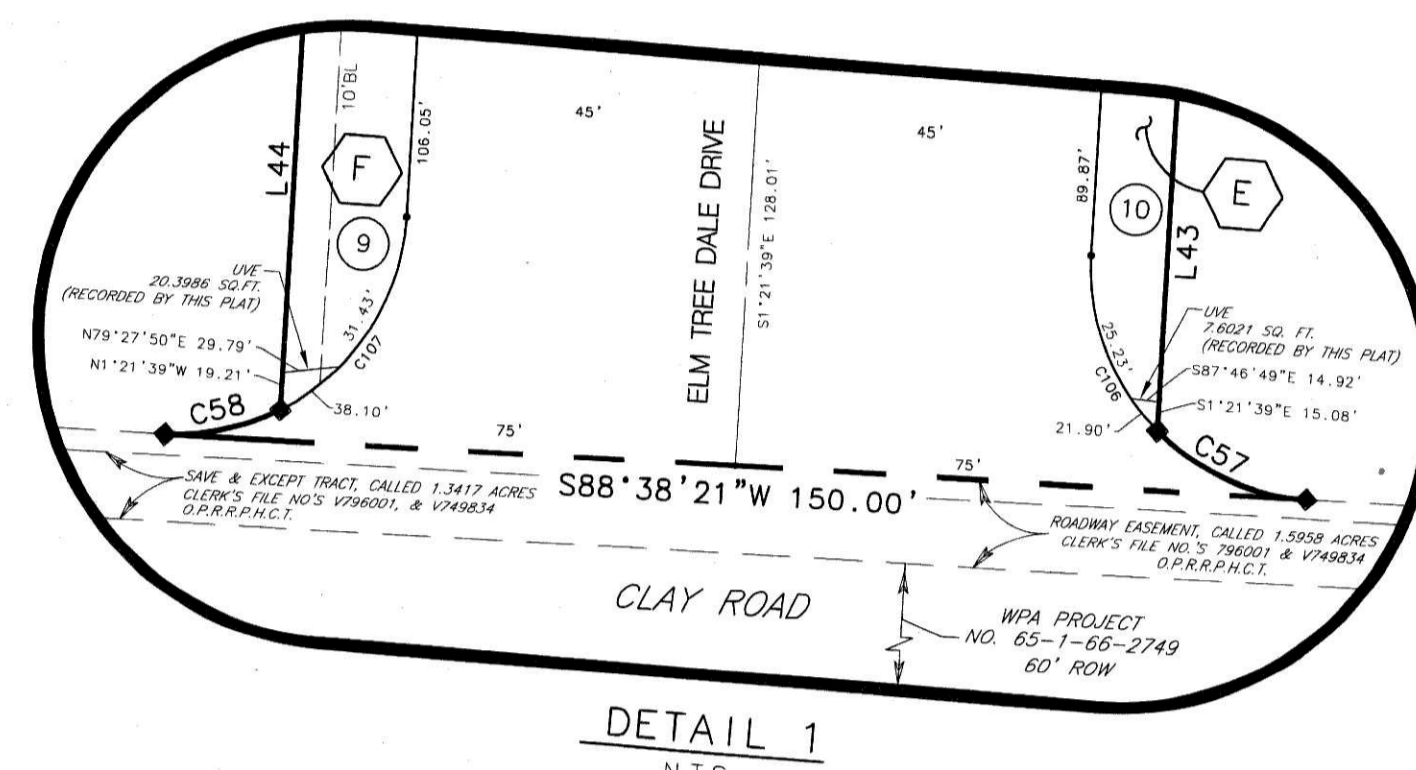 10'BL
L44
F
9
106.05'
45'
ELM TREE DALE DRIVE
S1°21'39"E 128.01'
45'
89.87'
10
E
L43
UVE
20.3986 SQ.FT.
(RECORDED BY THIS PLAT)
N79°27'50"E 29.79'
N1°21'39"W 19.21'
31.43'
C107
38.10'
C58
75'
25.23'
C106
UVE
7.6021 SQ. FT.
(RECORDED BY THIS PLAT)
S87°46'49"E 14.92'
S1°21'39"E 15.08'
21.90'
C57
75'
S88°38'21"W 150.00'
SAVE & EXCEPT TRACT, CALLED 1.3417 ACRES
CLERK'S FILE NO'S V796001, & V749834
O.P.R.R.P.H.C.T.
ROADWAY EASEMENT, CALLED 1.5958 ACRES
CLERK'S FILE NO.'S 796001 & V749834
O.P.R.R.P.H.C.T.
CLAY ROAD
WPA PROJECT
NO. 65-1-66-2749
60' ROW
DETAIL 1